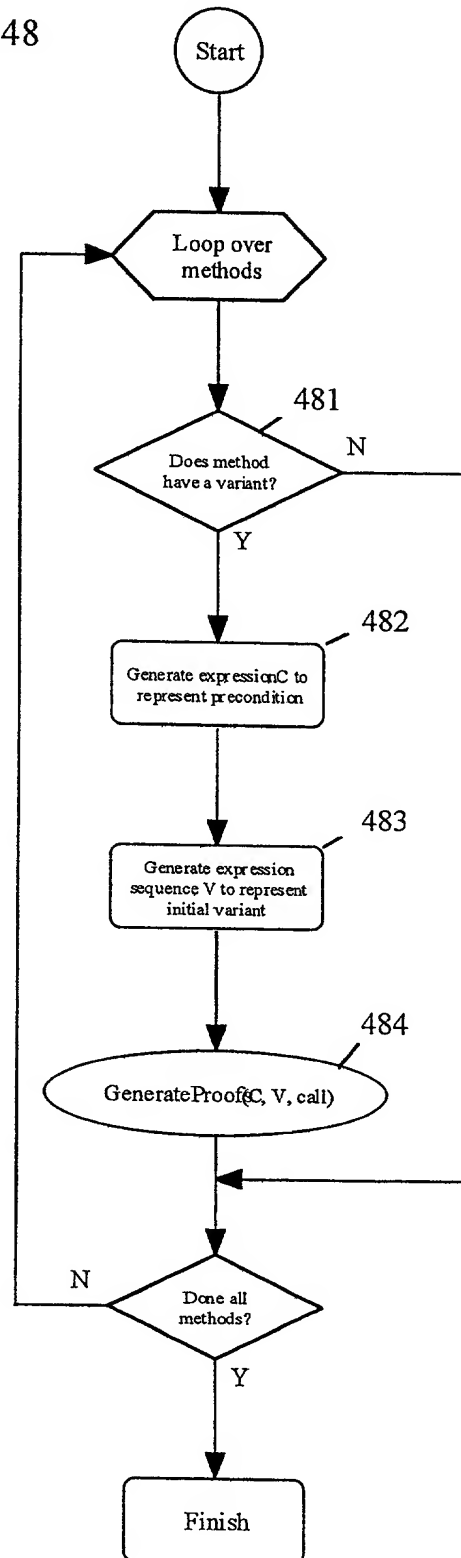 48
Start
Loop over
methods
481
N
Does method
have a variant?
Y
482
Generate expressionC to
represent precondition
483
Generate expression
sequence V to represent
initial variant
484
GenerateProofs(C, V, call)
N
Done all
methods?
Y
Finish